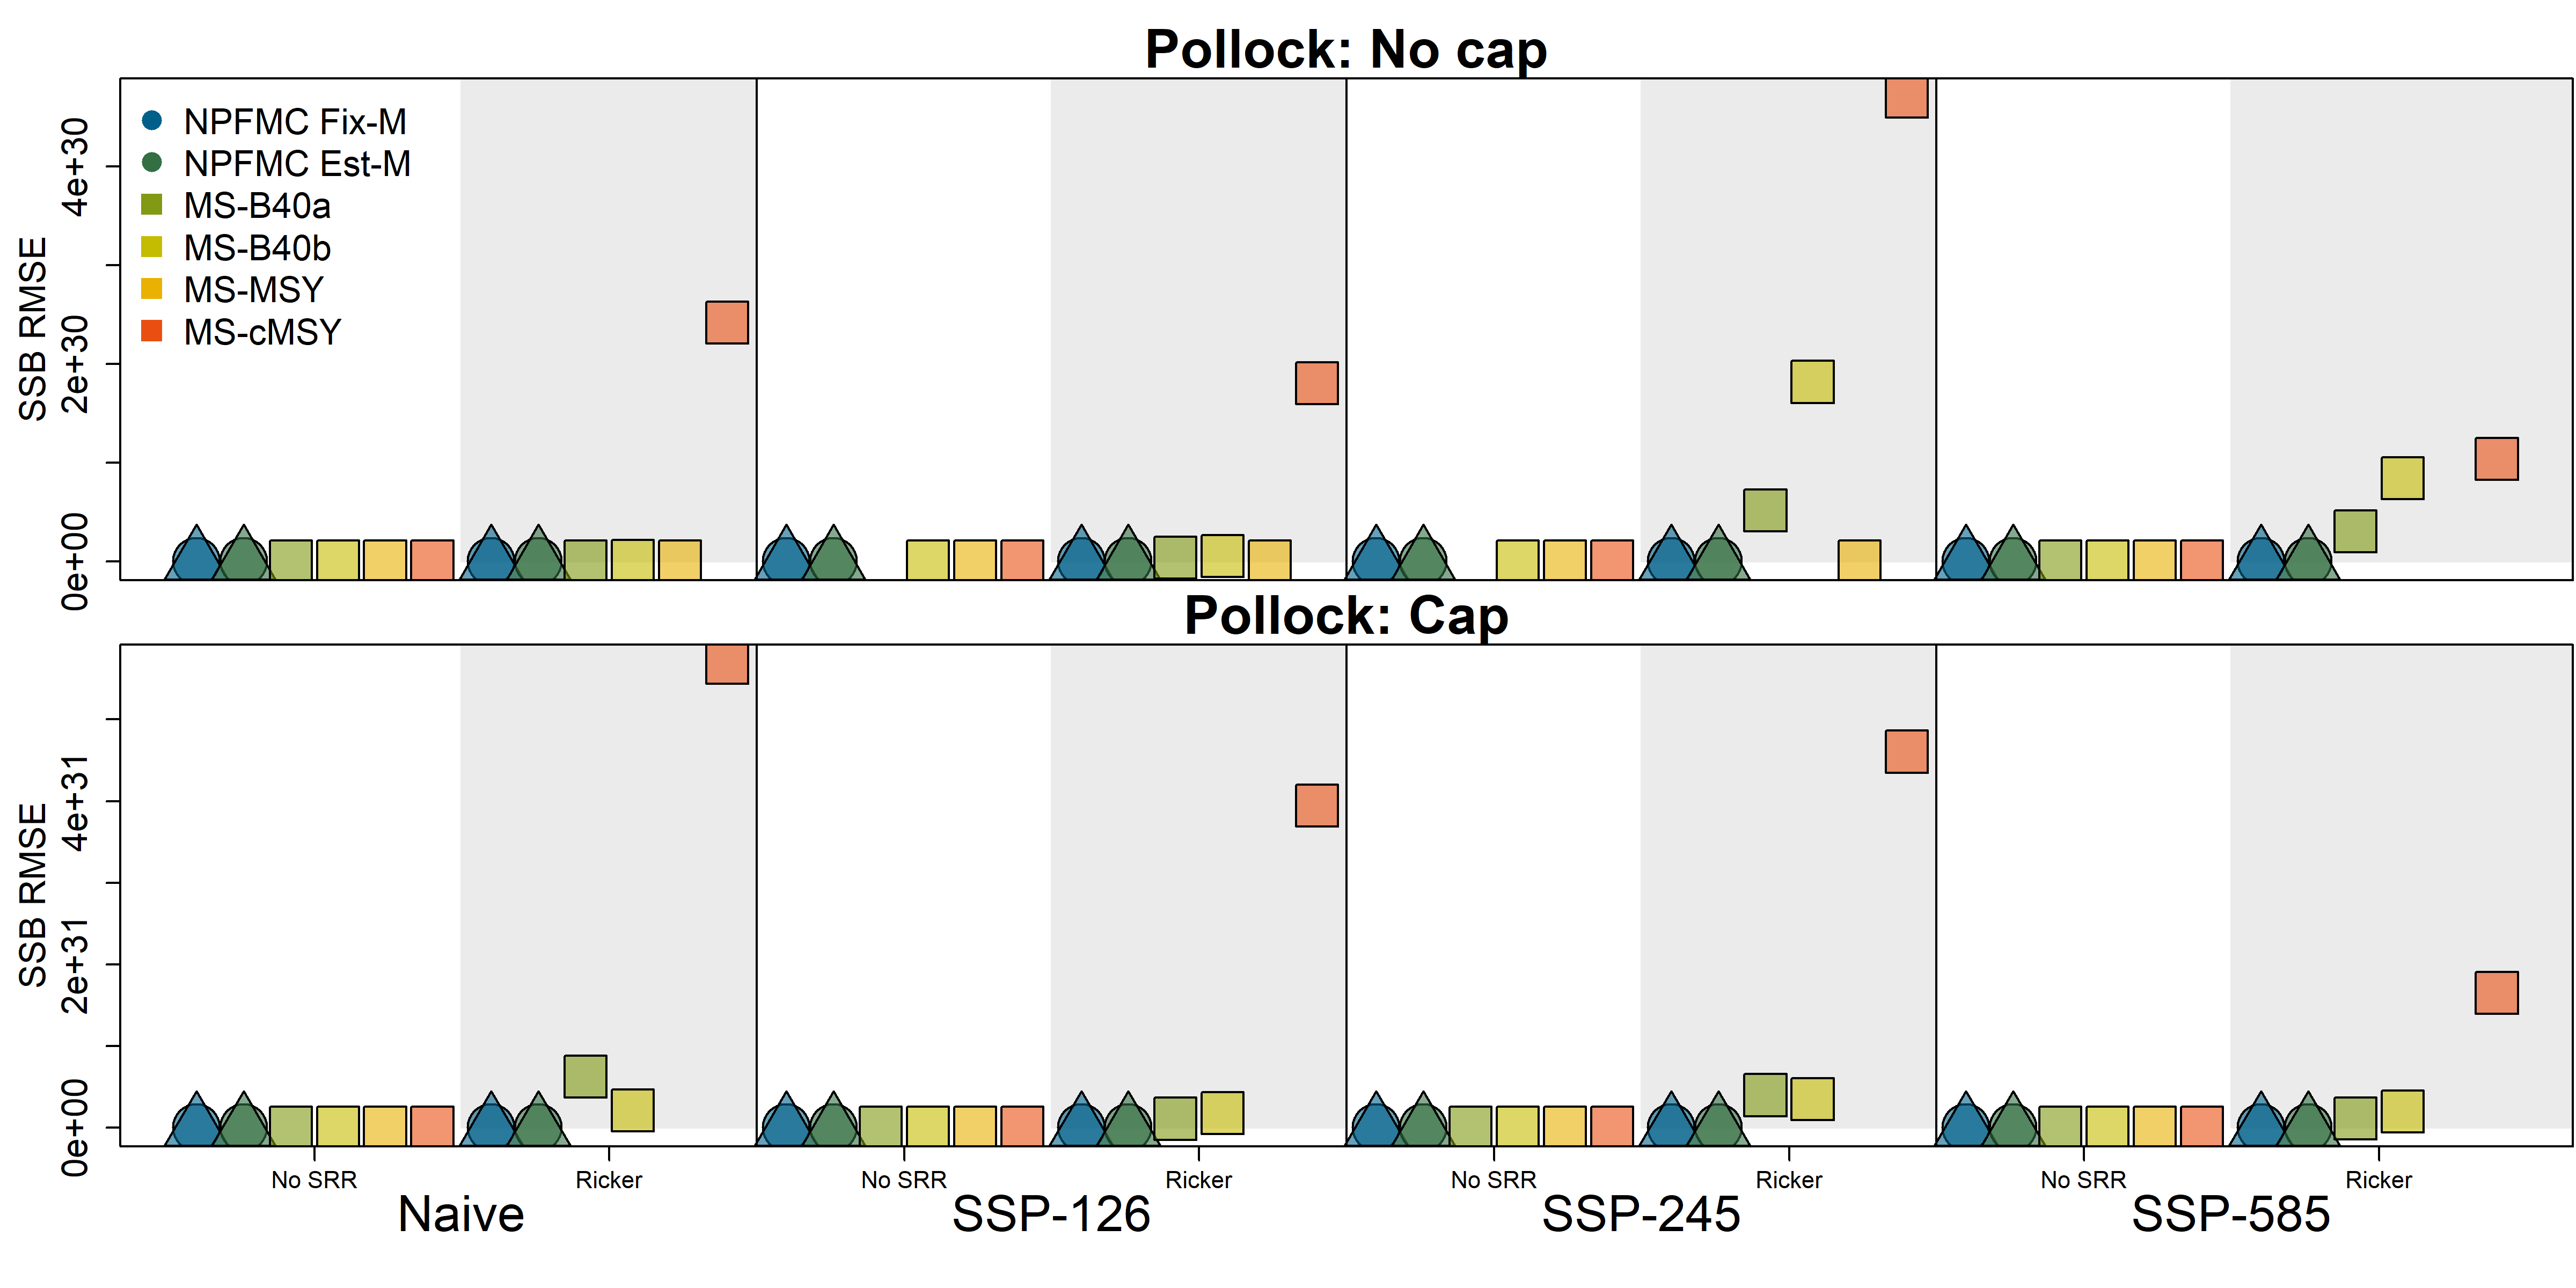 Pollock: No cap
SSB RMSE
4e+30
2e+30
0e+00
NPFMC Fix-M
NPFMC Est-M
MS-B40a
MS-B40b
MS-MSY
MS-cMSY
Pollock: Cap
SSB RMSE
4e+31
2e+31
0e+00
No SRR Ricker No SRR Ricker No SRR Ricker No SRR Ricker
Naive SSP-126 SSP-245 SSP-585